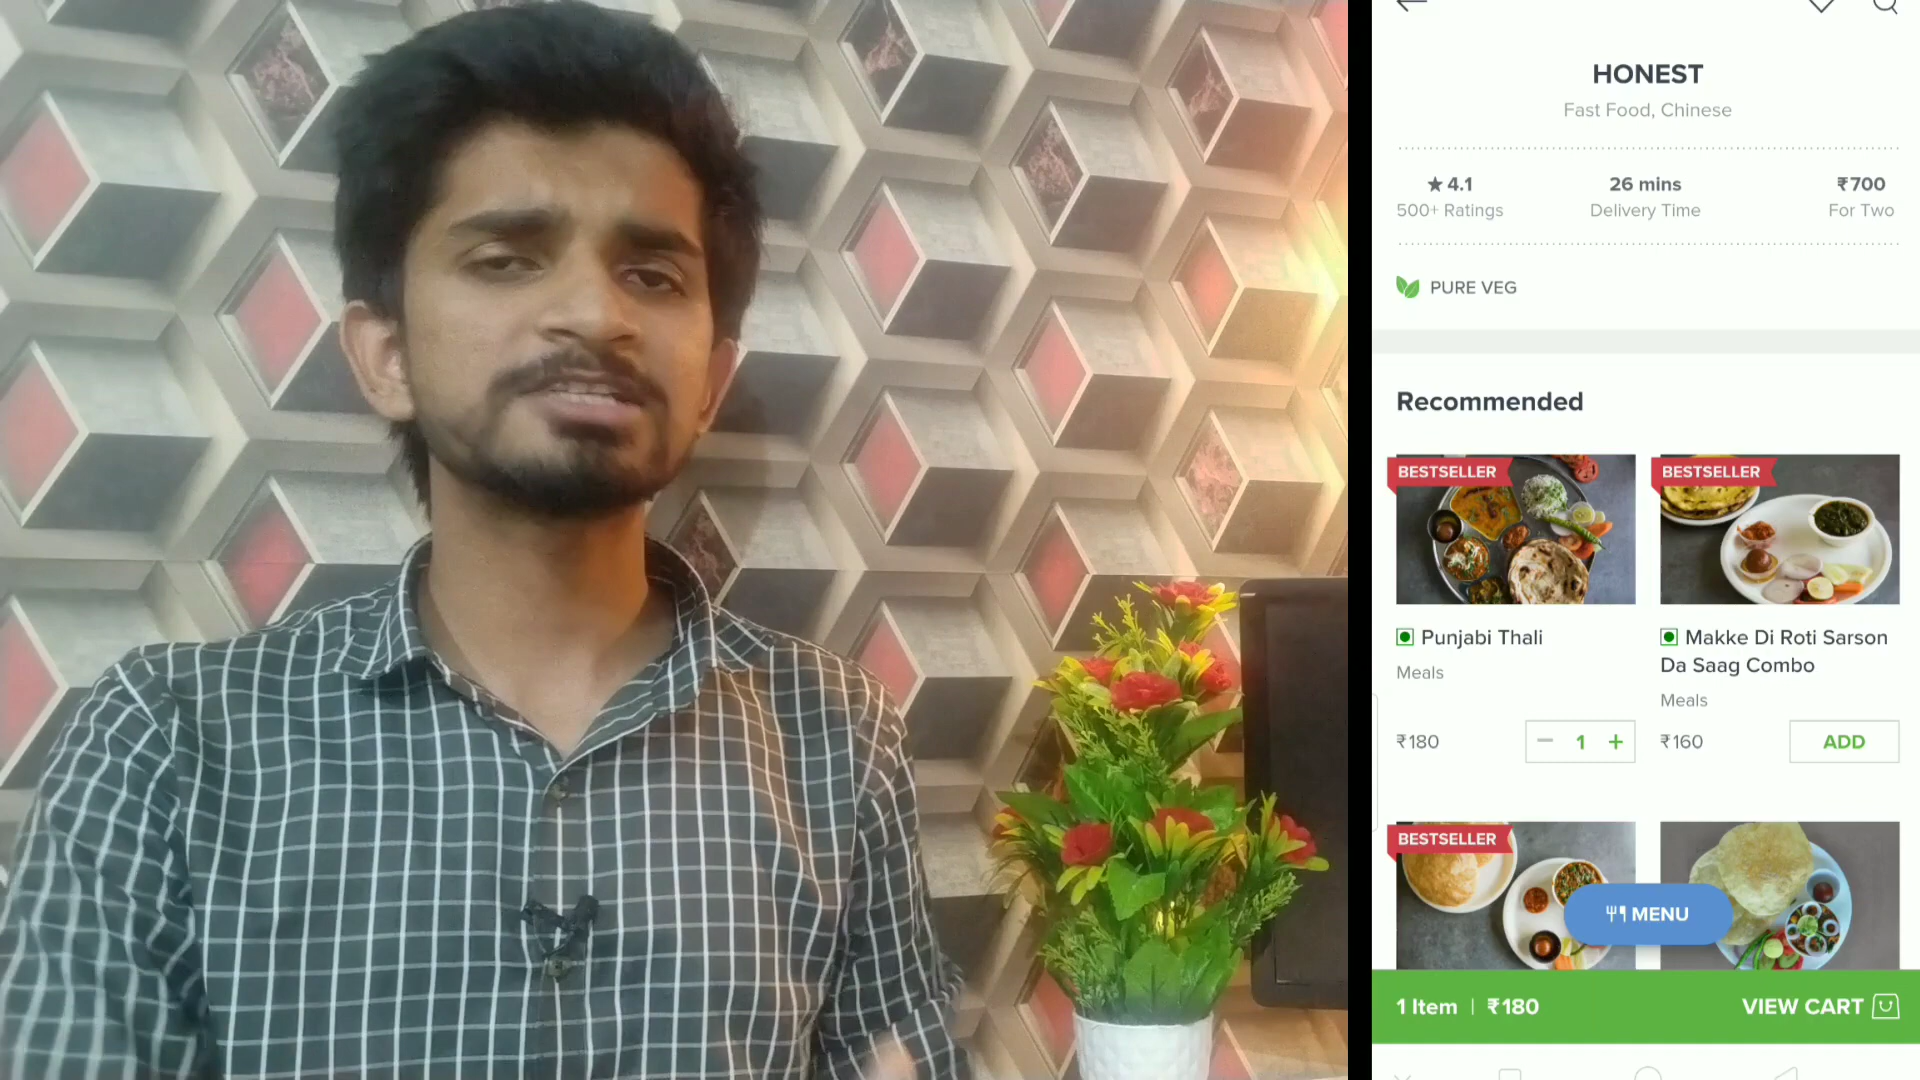 HONEST
Fast Food, Chinese
★ 4.1
500+ Ratings
26 mins
Delivery Time
₹700
For Two
PURE VEG
Recommended
BESTSELLER
Punjabi Thali
Meals
₹180
− 1 +
BESTSELLER
Makke Di Roti Sarson
Da Saag Combo
Meals
₹160
ADD
BESTSELLER
MENU
1 Item | ₹180
VIEW CART